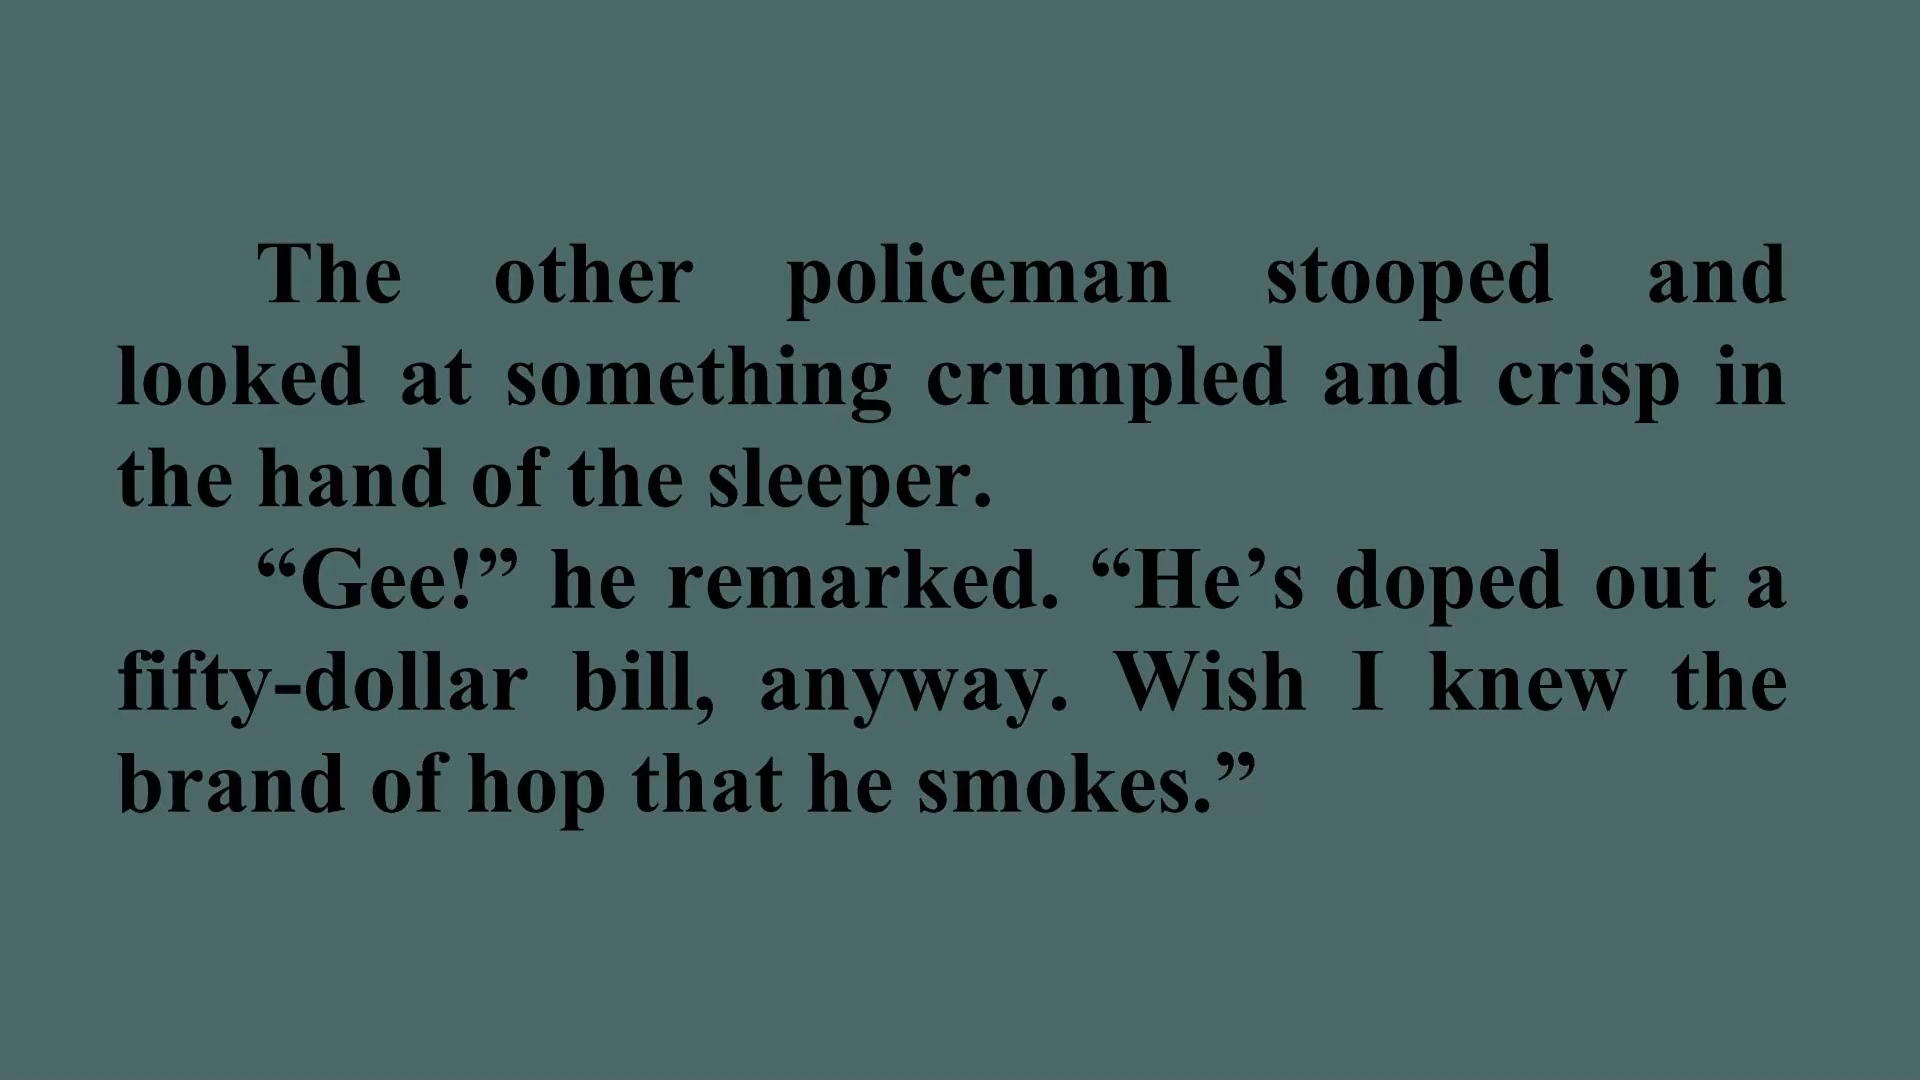 The other policeman stooped and
looked at something crumpled and crisp in
the hand of the sleeper.
“Gee!” he remarked. “He’s doped out a
fifty-dollar bill, anyway. Wish I knew the
brand of hop that he smokes.”